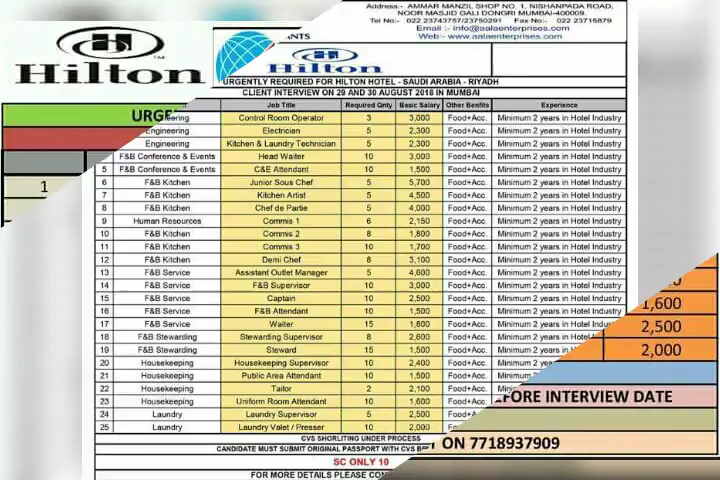 Address:- AMMAR MANZIL SHOP NO. 1, NISHANPADA ROAD,
NOOR MASJID GALI DONGRI MUMBAI-400009.
Tel No:- 022 23743757/23750291 Fax No:- 022 23715879
Email :- info@aalaenterprises.com
Web:- www.aalaenterprises.com
ANTS
Hilton
Hilton
URGENTLY REQUIRED FOR HILTON HOTEL - SAUDI ARABIA - RIYADH
CLIENT INTERVIEW ON 29 AND 30 AUGUST 2018 IN MUMBAI
Job Title Required Qnty Basic Salary Other Benfits Experience
URGE
eering Control Room Operator 3 3,000 Food+Acc. Minimum 2 years in Hotel Industry
Engineering Electrician 5 2,300 Food+Acc. Minimum 2 years in Hotel Industry
Engineering Kitchen & Laundry Technician 5 2,300 Food+Acc. Minimum 2 years in Hotel Industry
F&B Conference & Events Head Waiter 10 3,000 Food+Acc. Minimum 2 years in Hotel Industry
5 F&B Conference & Events C&E Attendant 10 1,500 Food+Acc. Minimum 2 years in Hotel Industry
1
6 F&B Kitchen Junior Sous Chef 5 5,700 Food+Acc. Minimum 2 years in Hotel Industry
7 F&B Kitchen Kitchen Artist 5 4,500 Food+Acc. Minimum 2 years in Hotel Industry
8 F&B Kitchen Chef de Partie 5 4,000 Food+Acc. Minimum 2 years in Hotel Industry
9 Human Resources Commis 1 6 2,150 Food+Acc. Minimum 2 years in Hotel Industry
10 F&B Kitchen Commis 2 8 1,800 Food+Acc. Minimum 2 years in Hotel Industry
11 F&B Kitchen Commis 3 10 1,700 Food+Acc. Minimum 2 years in Hotel Industry
12 F&B Kitchen Demi Chef 8 3,100 Food+Acc. Minimum 2 years in Hotel Industry
13 F&B Service Assistant Outlet Manager 5 4,600 Food+Acc. Minimum 2 years in Hotel Industry
14 F&B Service F&B Supervisor 10 3,000 Food+Acc. Minimum 2 years in Hotel Industry
15 F&B Service Captain 10 2,500 Food+Acc. Minimum 2 years in Hotel Industry
1,600
16 F&B Service F&B Attendant 10 1,500 Food+Acc. Minimum 2 years in Hotel Industry
17 F&B Service Waiter 15 1,800 Food+Acc. Minimum 2 years in Hotel
2,500
18 F&B Stewarding Stewarding Supervisor 8 2,600 Food+Acc. Minimum 2 years in Hotel
19 F&B Stewarding Steward 15 1,500 Food+Acc. Minimum 2 years in
2,000
20 Housekeeping Housekeeping Supervisor 10 2,400 Food+Acc. Minimum 2 years in
21 Housekeeping Public Area Attendant 10 1,500 Food+Acc. Minimum 2 years
22 Housekeeping Tailor 2 2,100 Food+Acc. Minimum
EFORE INTERVIEW DATE
23 Housekeeping Uniform Room Attendant 10 1,600 Food+Acc.
24 Laundry Laundry Supervisor 5 2,500 Food+Acc.
25 Laundry Laundry Valet / Presser 10 2,000 Food
CVS SHORLITING UNDER PROCESS
ON 7718937909
CANDIDATE MUST SUBMIT ORIGINAL PASSPORT WITH CVS
SC ONLY 10
FOR MORE DETAILS PLEASE CON